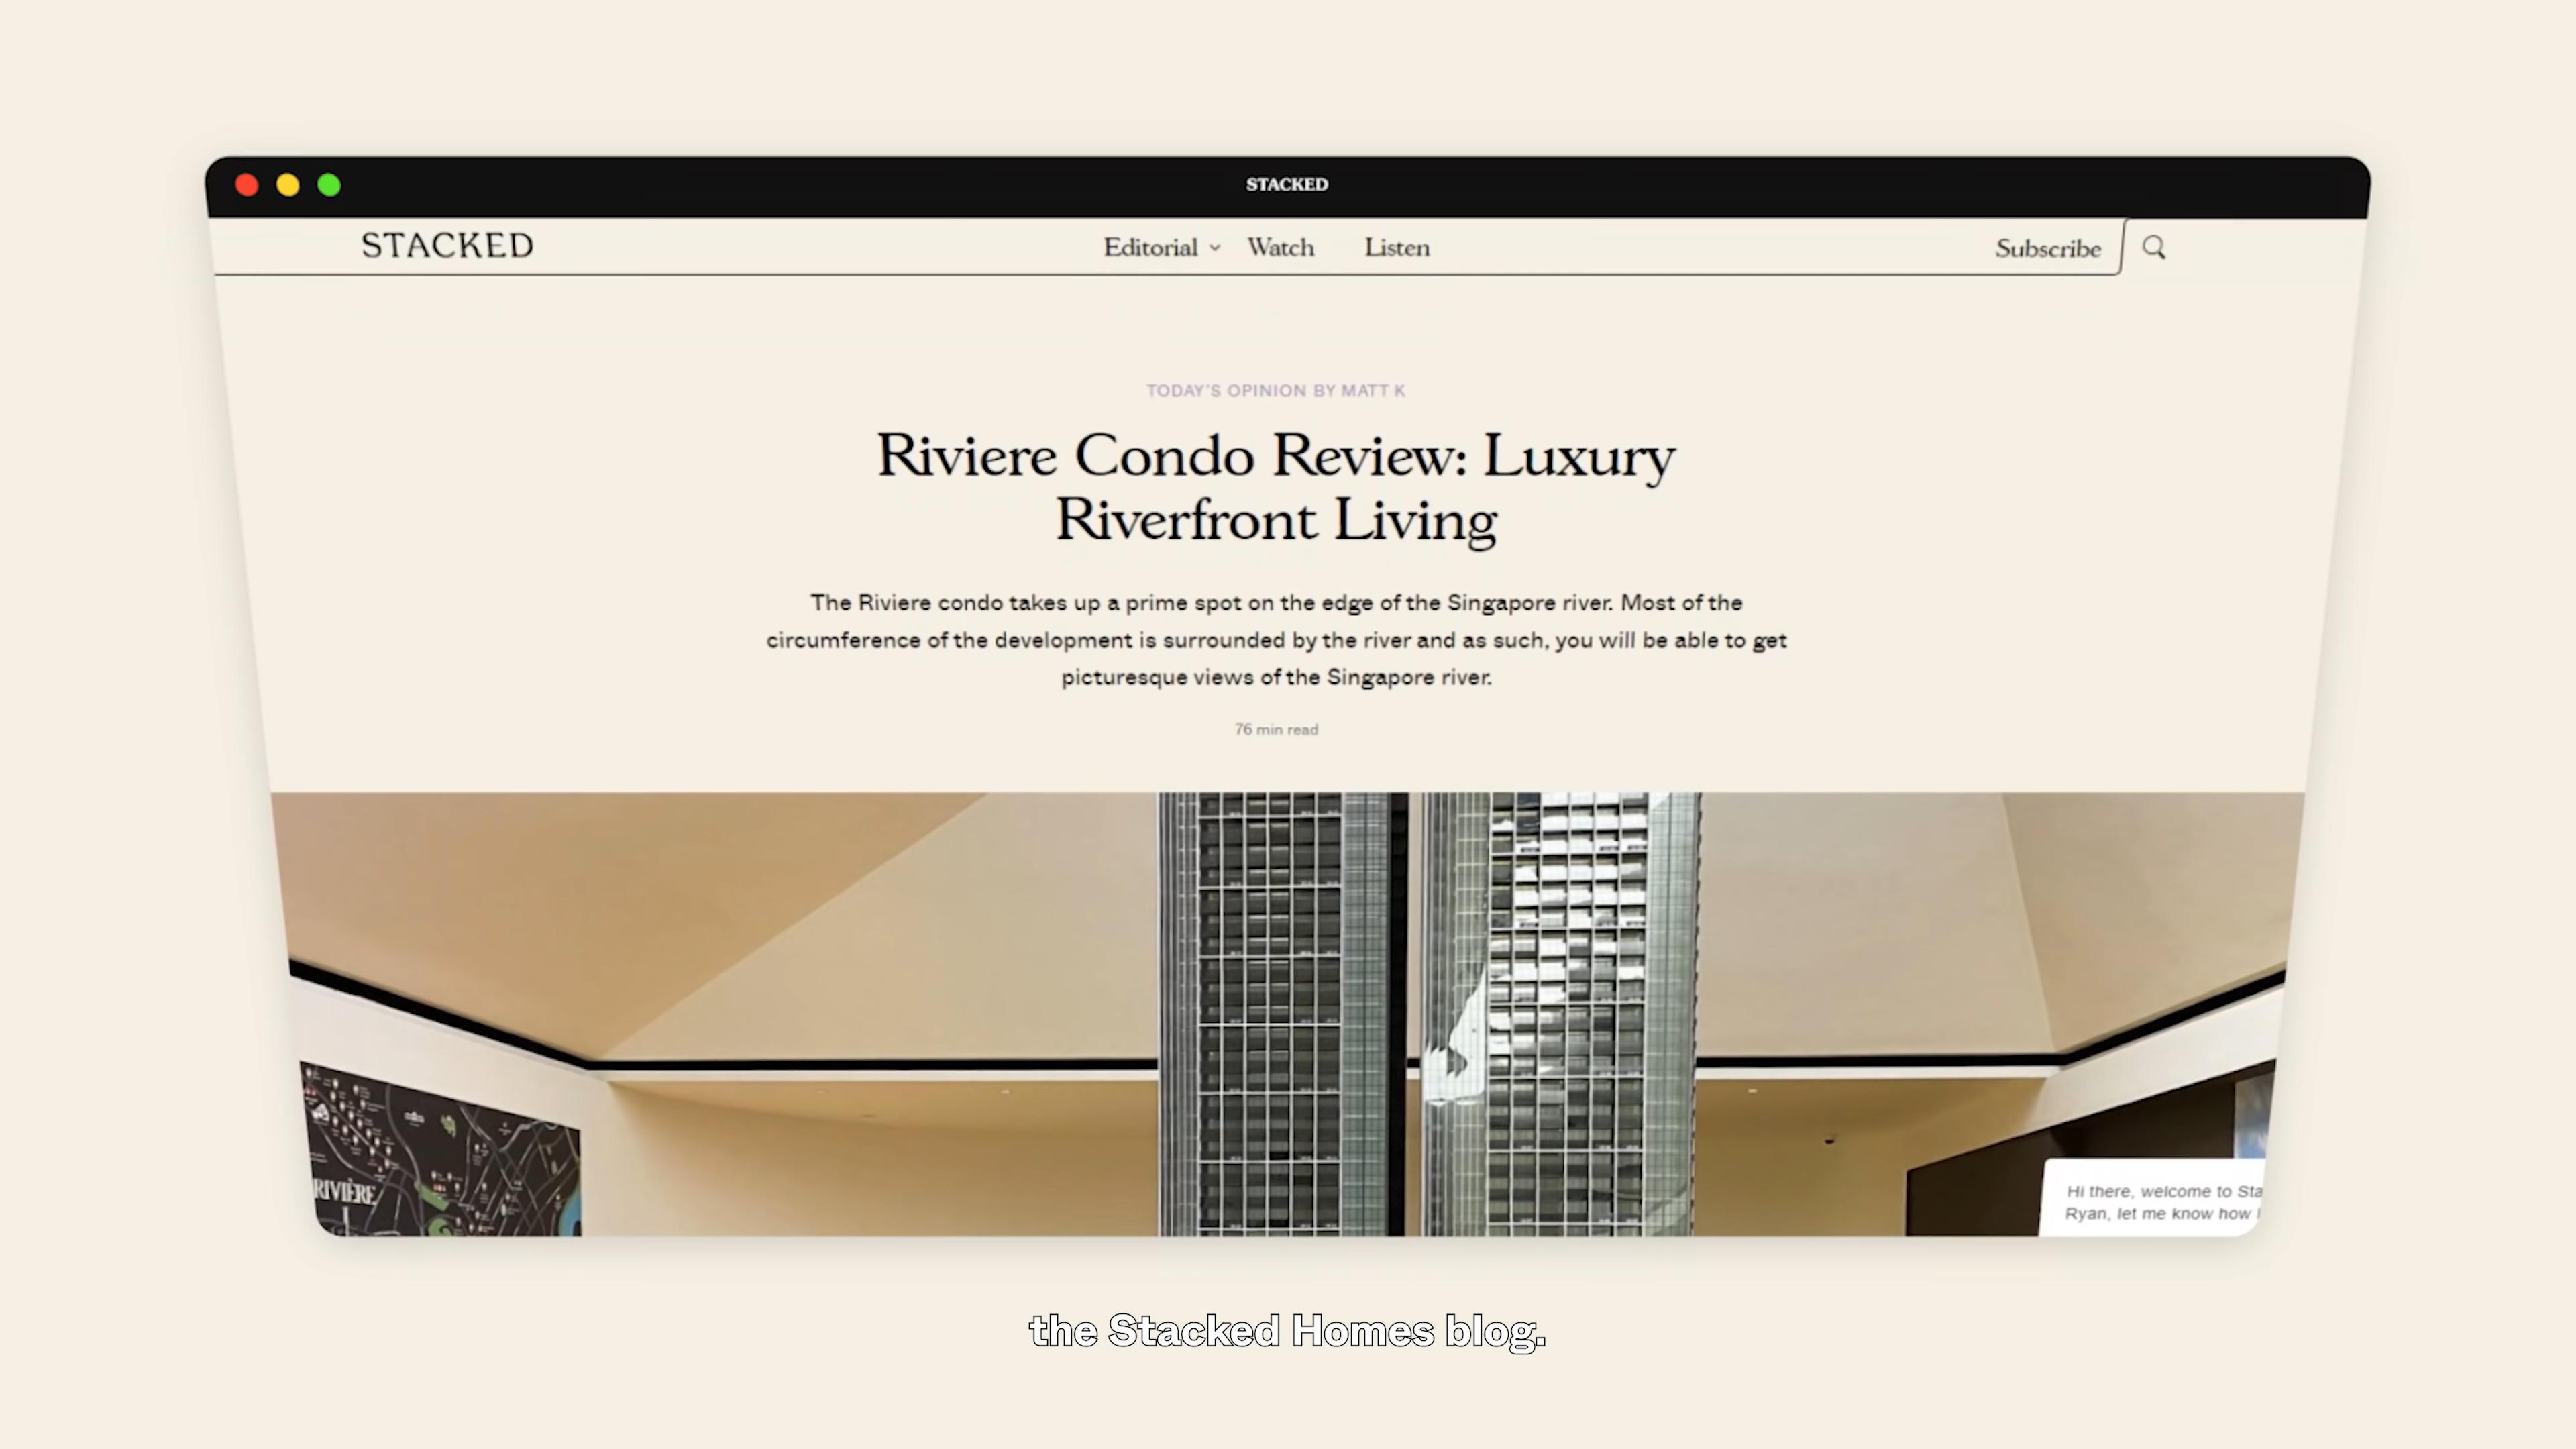 STACKED
STACKED
Editorial Watch Listen
Subscribe
TODAY'S OPINION BY MATT K
Riviere Condo Review: Luxury
Riverfront Living
The Riviere condo takes up a prime spot on the edge of the Singapore river. Most of the
circumference of the development is surrounded by the river and as such, you will be able to get
picturesque views of the Singapore river.
76 min read
RIVIÈRE
Hi there, welcome to Sta
Ryan, let me know how
the Stacked Homes blog.